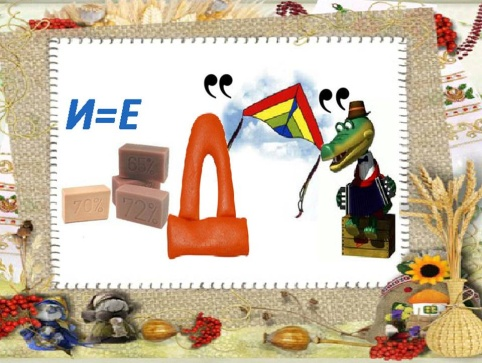 ,, ,,
И=Е
Д
65%
70% 72%